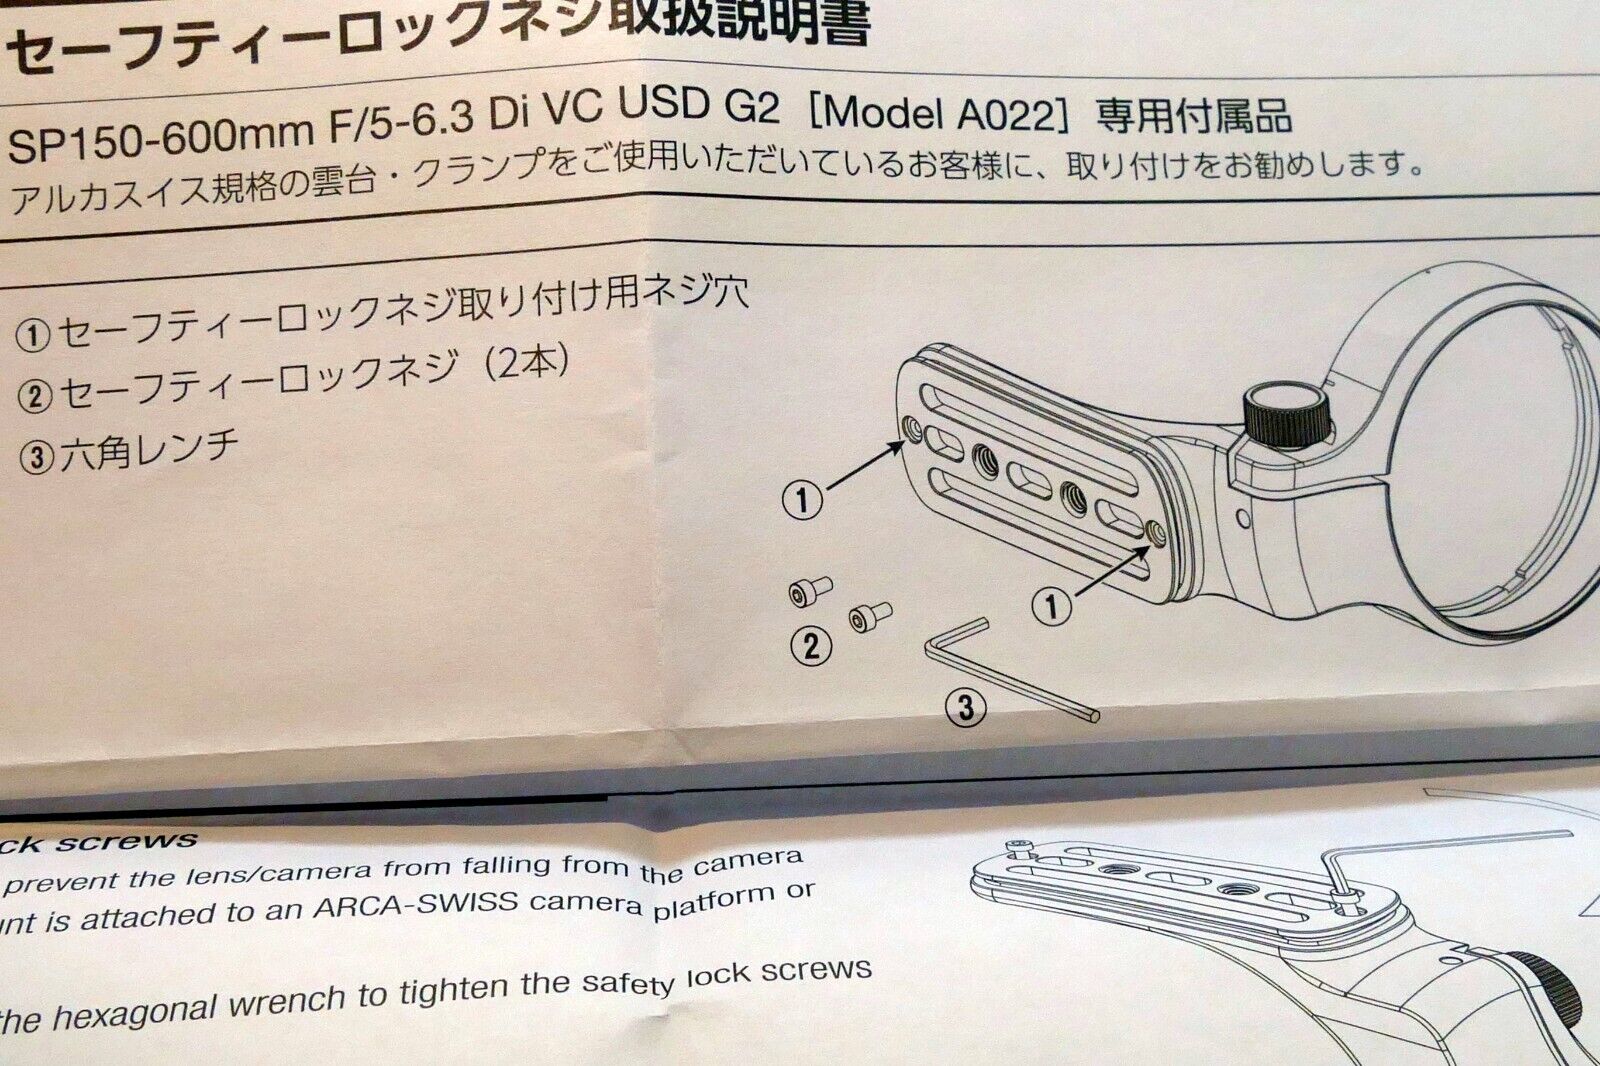 セーフティーロックネジ取扱説明書
SP150-600mm F/5-6.3 Di VC USD G2 [Model A022] 専用付属品
アルカスイス規格の雲台・クランプをご使用いただいているお客様に、取り付けをお勧めします。
①セーフティーロックネジ取り付け用ネジ穴
②セーフティーロックネジ（2本）
③六角レンチ
①
①
②
③
screws
prevent the lens/camera from falling from the camera
is attached to an ARCA-SWISS camera platform or
the hexagonal wrench to tighten the safety lock screws